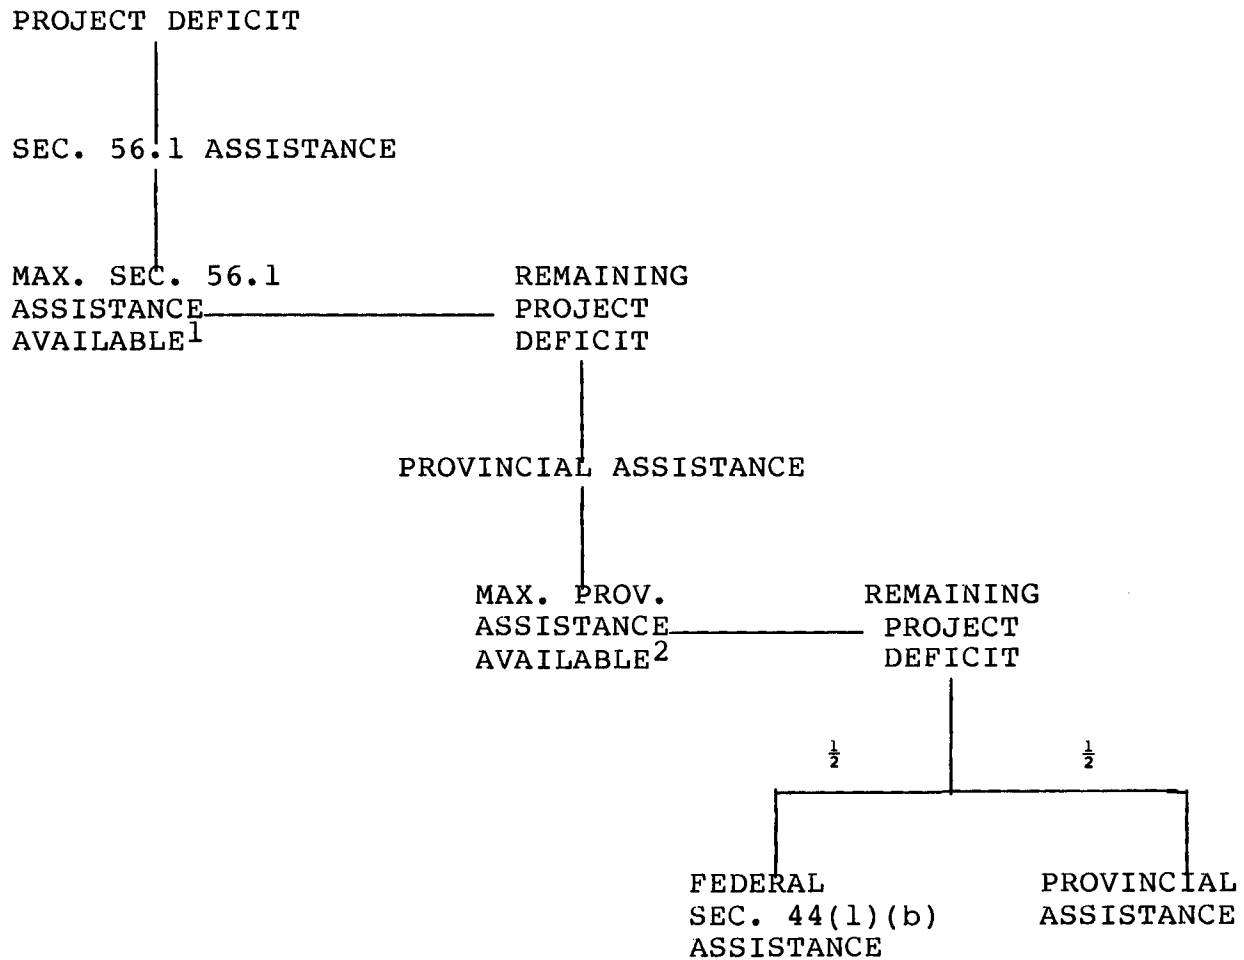 PROJECT DEFICIT
SEC. 56.1 ASSISTANCE
MAX. SEC. 56.1
ASSISTANCE
AVAILABLE1
REMAINING
PROJECT
DEFICIT
PROVINCIAL ASSISTANCE
MAX. PROV.
ASSISTANCE
AVAILABLE2
REMAINING
PROJECT
DEFICIT
½
½
FEDERAL
SEC. 44(1)(b)
ASSISTANCE
PROVINCIAL
ASSISTANCE